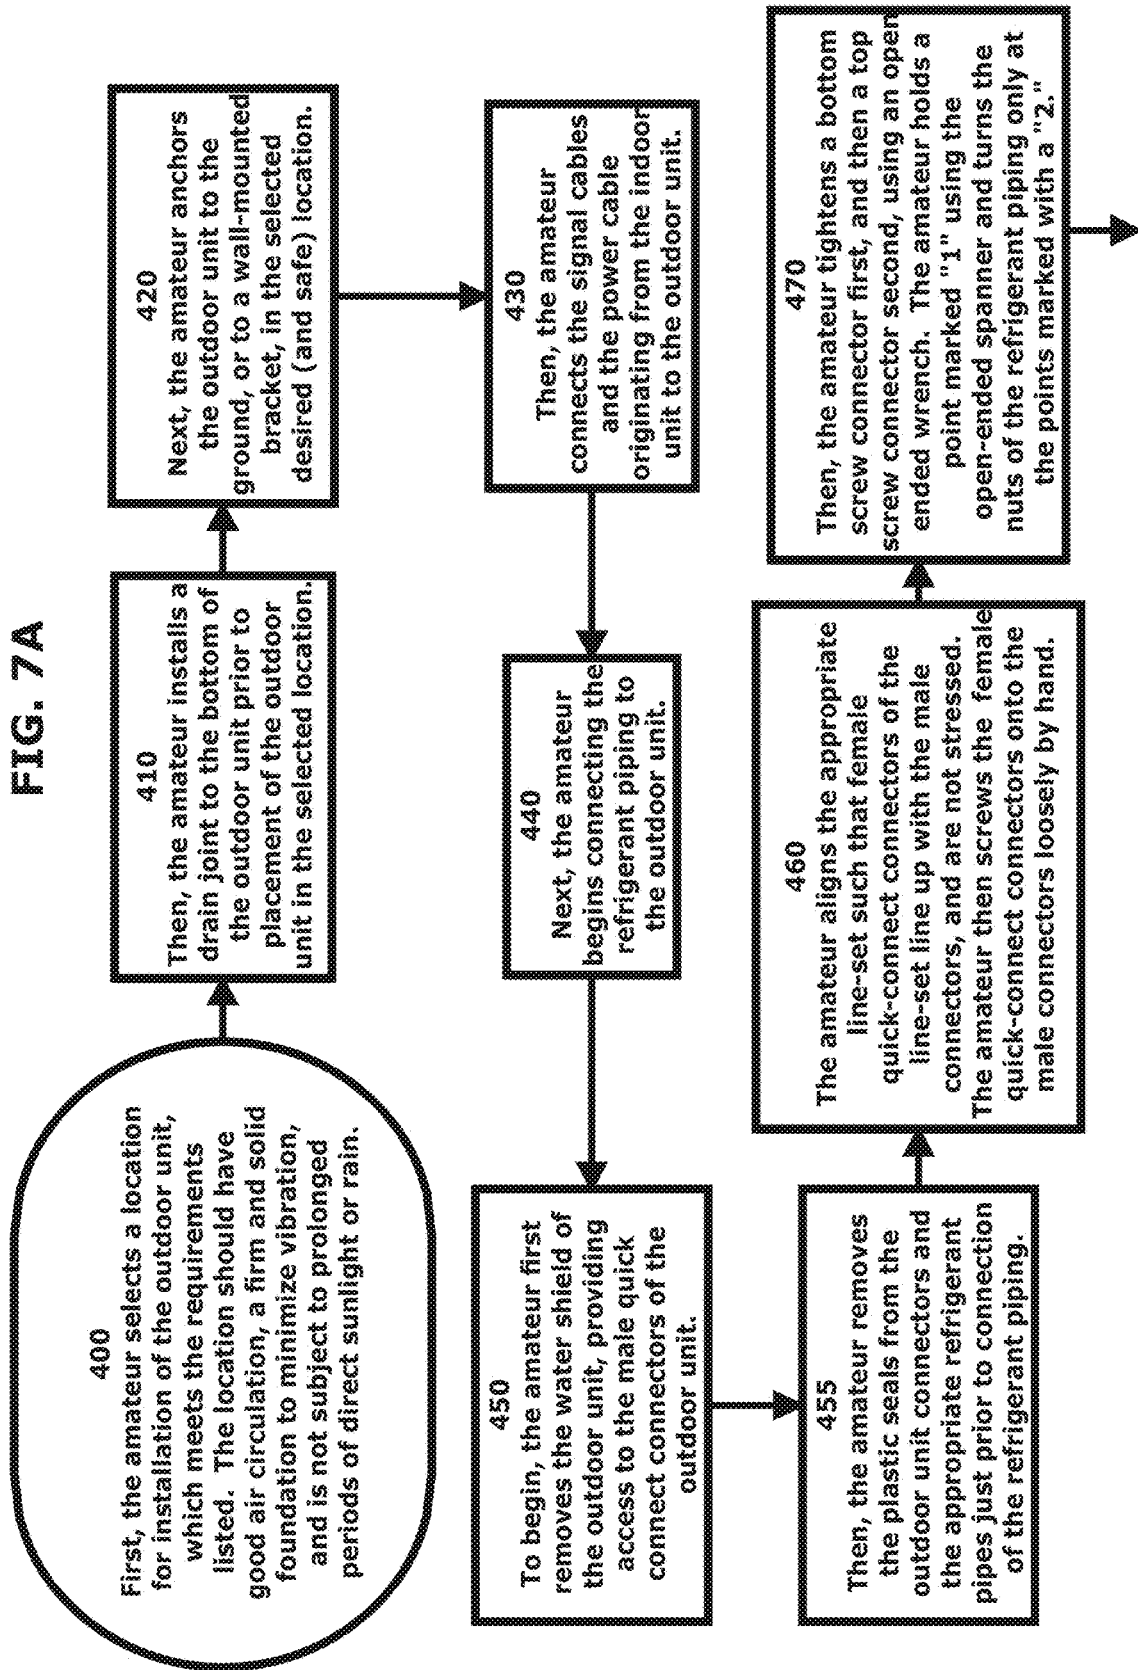 FIG. 7A
400
First, the amateur selects a location
for installation of the outdoor unit,
which meets the requirements
listed. The location should have
good air circulation, a firm and solid
foundation to minimize vibration,
and is not subject to prolonged
periods of direct sunlight or rain.
410
Then, the amateur installs a
drain joint to the bottom of
the outdoor unit prior to
placement of the outdoor
unit in the selected location.
420
Next, the amateur anchors
the outdoor unit to the
ground, or to a wall-mounted
bracket, in the selected
desired (and safe) location.
430
Then, the amateur
connects the signal cables
and the power cable
originating from the indoor
unit to the outdoor unit.
440
Next, the amateur
begins connecting the
refrigerant piping to
the outdoor unit.
450
To begin, the amateur first
removes the water shield of
the outdoor unit, providing
access to the male quick
connect connectors of the
outdoor unit.
455
Then, the amateur removes
the plastic seals from the
outdoor unit connectors and
the appropriate refrigerant
pipes just prior to connection
of the refrigerant piping.
460
The amateur aligns the appropriate
line-set such that female
quick-connect connectors of the
line-set line up with the male
connectors, and are not stressed.
The amateur then screws the female
quick-connect connectors onto the
male connectors loosely by hand.
470
Then, the amateur tightens a bottom
screw connector first, and then a top
screw connector second, using an open
ended wrench. The amateur holds a
point marked "1" using the
open-ended spanner and turns the
nuts of the refrigerant piping only at
the points marked with a "2."